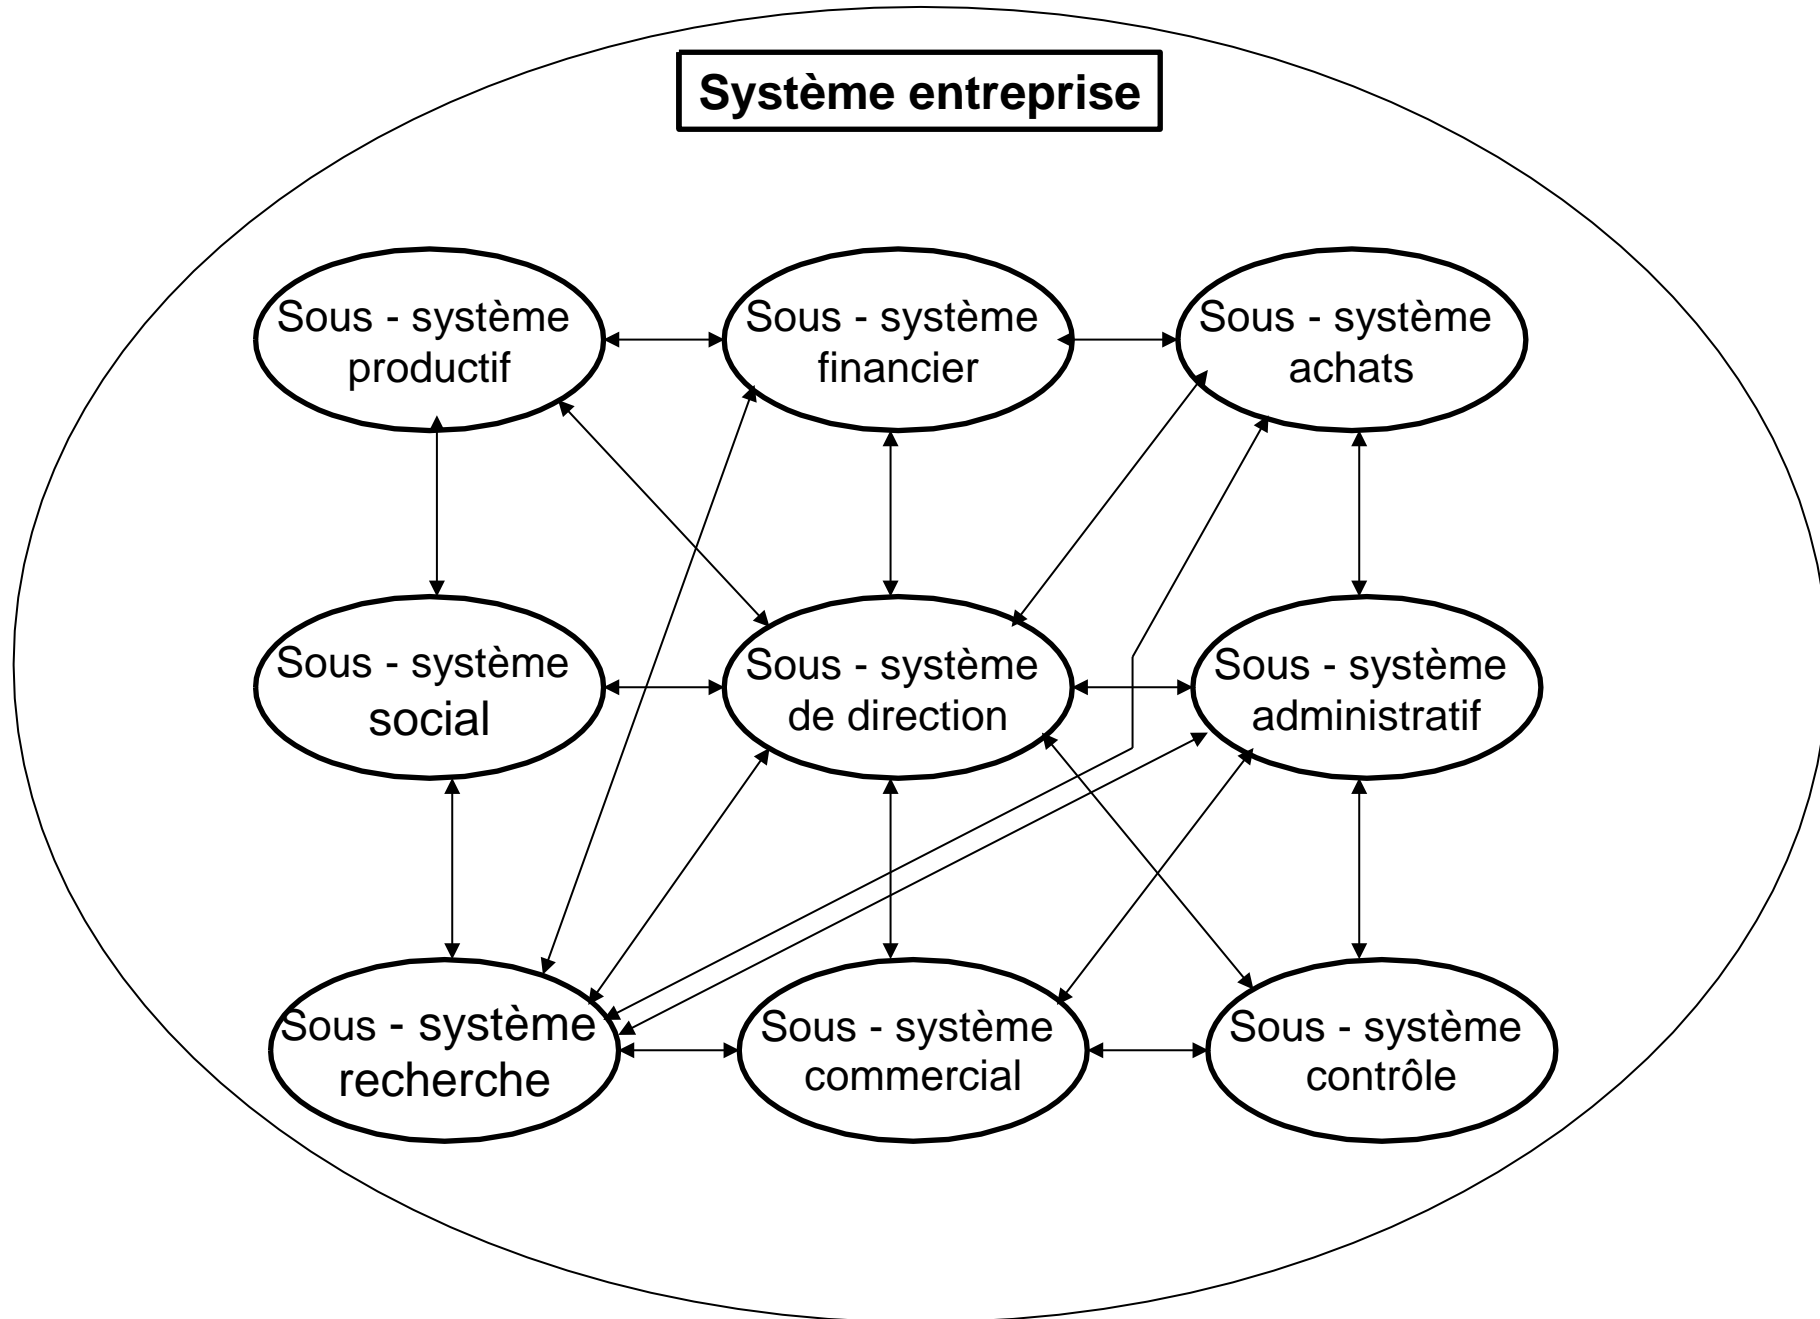 Système entreprise
Sous - système
productif
Sous - système
financier
Sous - système
achats
Sous - système
social
Sous - système
de direction
Sous - système
administratif
Sous - système
recherche
Sous - système
commercial
Sous - système
contrôle